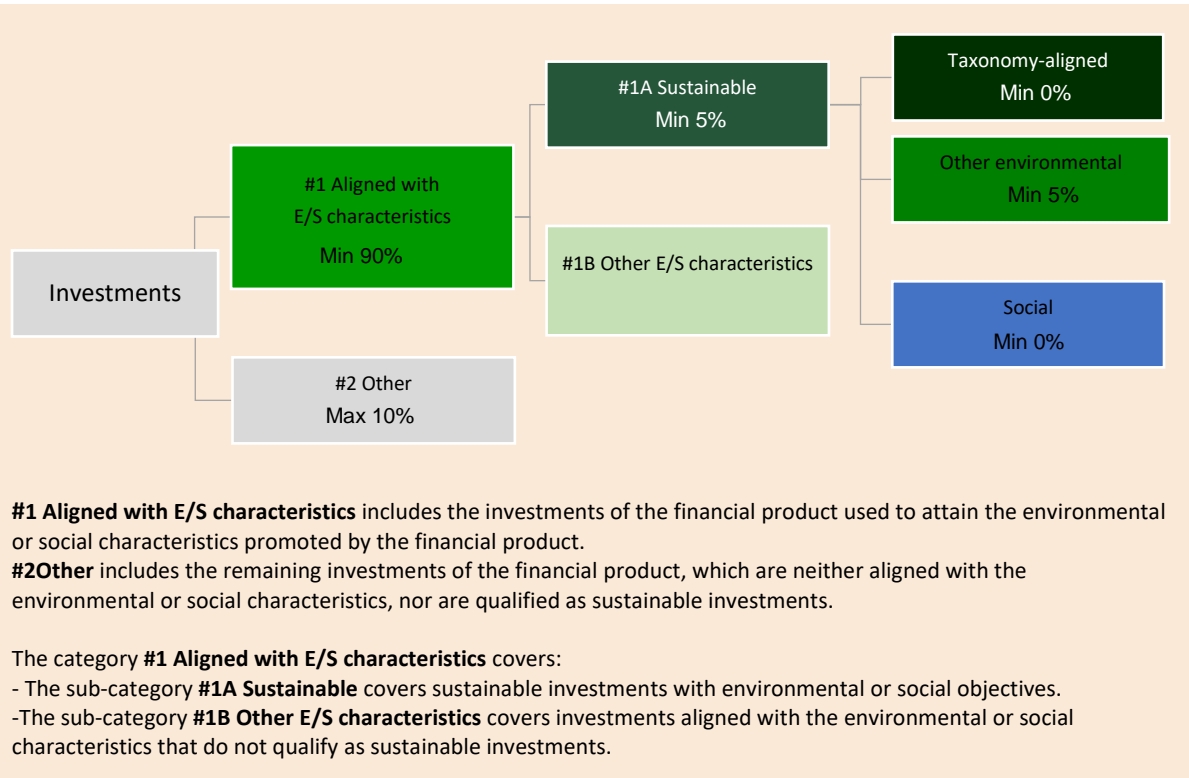 Investments
#1 Aligned with
E/S characteristics
Min 90%
#2 Other
Max 10%
#1A Sustainable
Min 5%
#1B Other E/S characteristics
Taxonomy-aligned
Min 0%
Other environmental
Min 5%
Social
Min 0%
#1 Aligned with E/S characteristics includes the investments of the financial product used to attain the environmental
or social characteristics promoted by the financial product.
#2Other includes the remaining investments of the financial product, which are neither aligned with the
environmental or social characteristics, nor are qualified as sustainable investments.
The category #1 Aligned with E/S characteristics covers:
- The sub-category #1A Sustainable covers sustainable investments with environmental or social objectives.
-The sub-category #1B Other E/S characteristics covers investments aligned with the environmental or social
characteristics that do not qualify as sustainable investments.